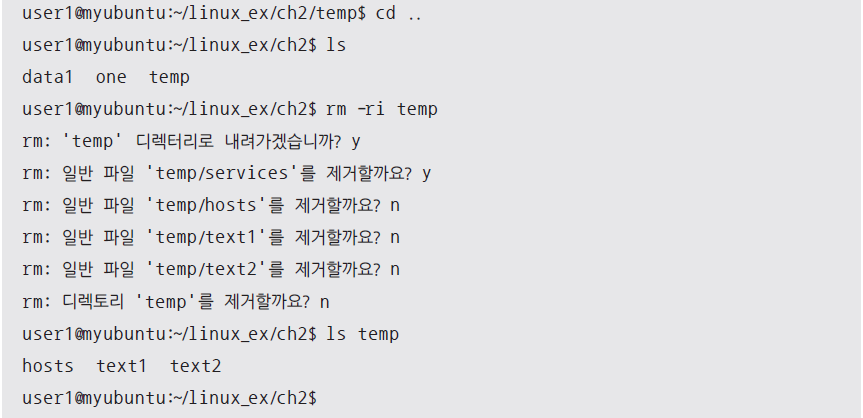 user1@myubuntu:~/linux_ex/ch2/temp$ cd ..
user1@myubuntu:~/linux_ex/ch2$ ls
data1  one  temp
user1@myubuntu:~/linux_ex/ch2$ rm -ri temp
rm: 'temp' 디렉터리로 내려가겠습니까? y
rm: 일반 파일 'temp/services'를 제거할까요? y
rm: 일반 파일 'temp/hosts'를 제거할까요? n
rm: 일반 파일 'temp/text1'를 제거할까요? n
rm: 일반 파일 'temp/text2'를 제거할까요? n
rm: 디렉토리 'temp'를 제거할까요? n
user1@myubuntu:~/linux_ex/ch2$ ls temp
hosts  text1  text2
user1@myubuntu:~/linux_ex/ch2$